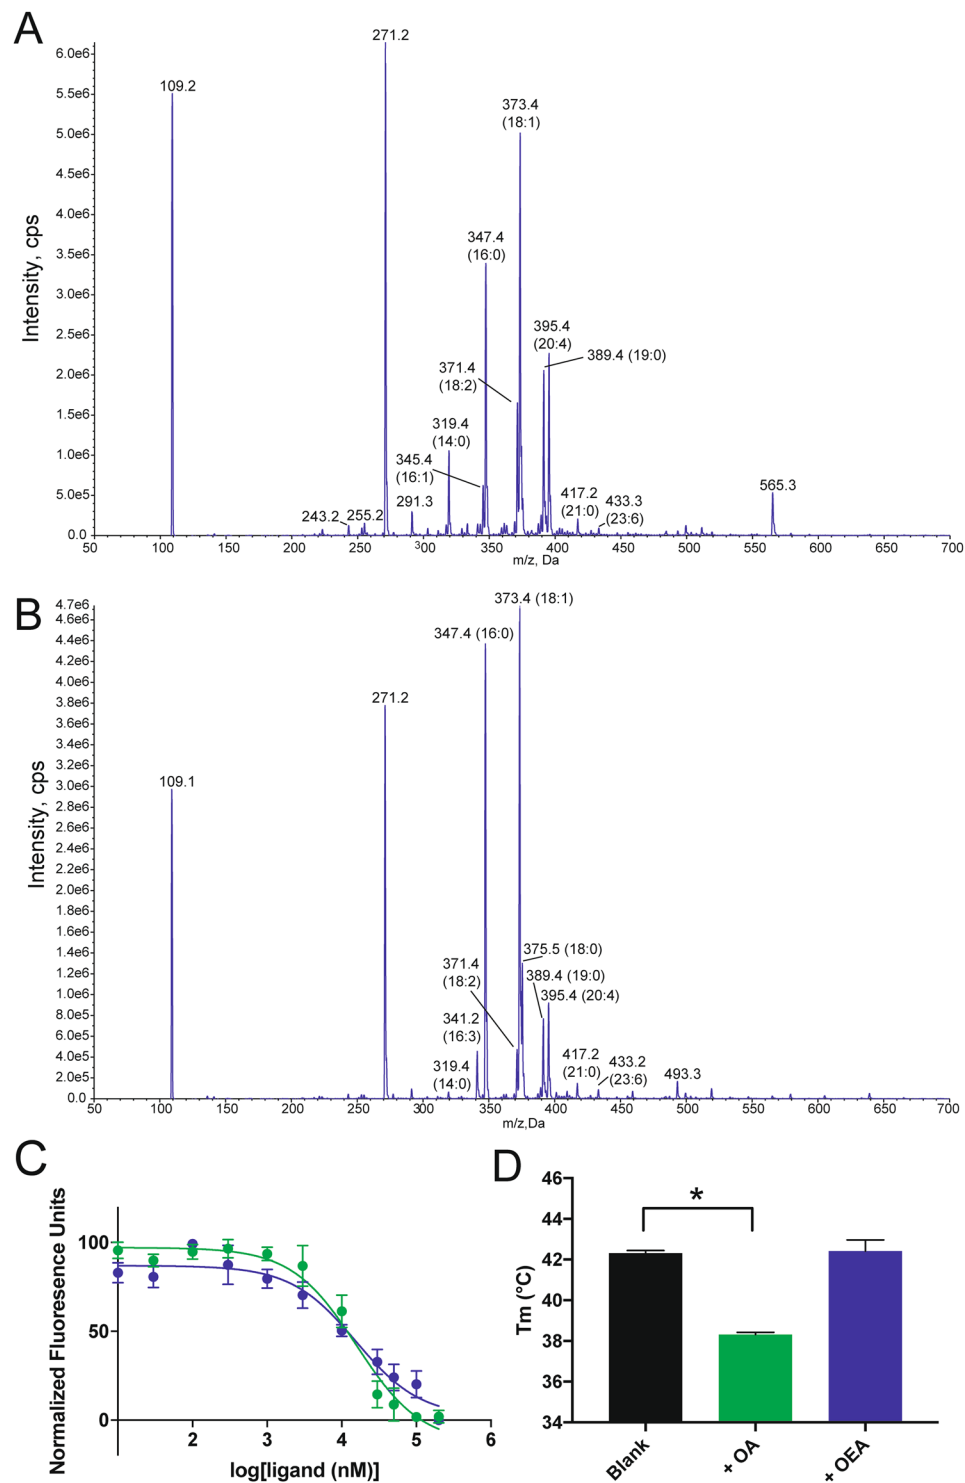 A
Intensity, cps
6.0e6
5.5e6
5.0e6
4.5e6
4.0e6
3.5e6
3.0e6
2.5e6
2.0e6
1.5e6
1.0e6
5.0e5
0.0
109.2
271.2
373.4
(18:1)
347.4
(16:0)
395.4
(20:4)
389.4 (19:0)
371.4
(18:2)
319.4
(14:0)
345.4
(16:1)
291.3
243.2
255.2
417.2
(21:0)
433.3
(23:6)
565.3
50 100 150 200 250 300 350 400 450 500 550 600 650 700
m/z, Da
B
Intensity, cps
4.7e6
4.6e6
4.4e6
4.2e6
4.0e6
3.8e6
3.6e6
3.4e6
3.2e6
3.0e6
2.8e6
2.6e6
2.4e6
2.2e6
2.0e6
1.8e6
1.6e6
1.4e6
1.2e6
1.0e6
8.0e5
6.0e5
4.0e5
2.0e5
0.0
373.4 (18:1)
347.4 (16:0)
271.2
109.1
375.5 (18:0)
371.4
(18:2)
389.4 (19:0)
395.4 (20:4)
341.2
(16:3)
319.4
(14:0)
417.2
(21:0)
433.2
(23:6)
493.3
50 100 150 200 250 300 350 400 450 500 550 600 650 700
m/z,Da
C
Normalized Fluoresence Units
100
50
0
2 3 4 5 6
log[ligand (nM)]
D
Tm (°C)
46
44
42
40
38
36
34
*
Blank
+ OA
+ OEA